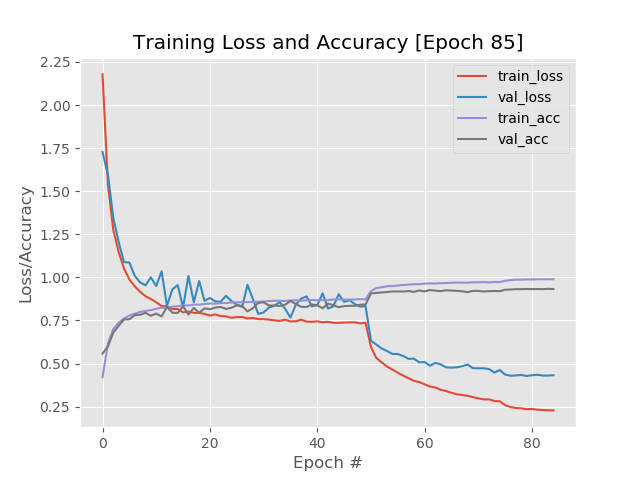 Training Loss and Accuracy [Epoch 85]
2.25
2.00
1.75
1.50
1.25
1.00
0.75
0.50
0.25
Loss/Accuracy
train_loss
val_loss
train_acc
val_acc
0 20 40 60 80
Epoch #